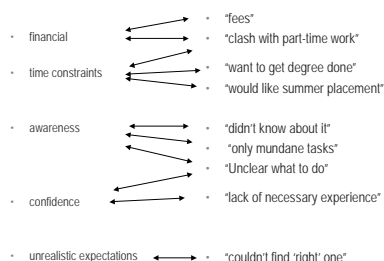 • financial
• time constraints
• awareness
• confidence
• unrealistic expectations
• “fees”
• “clash with part-time work”
• “want to get degree done”
• “would like summer placement”
• “didn’t know about it”
• “only mundane tasks”
• “Unclear what to do”
• “lack of necessary experience”
• “couldn’t find ‘right’ one”